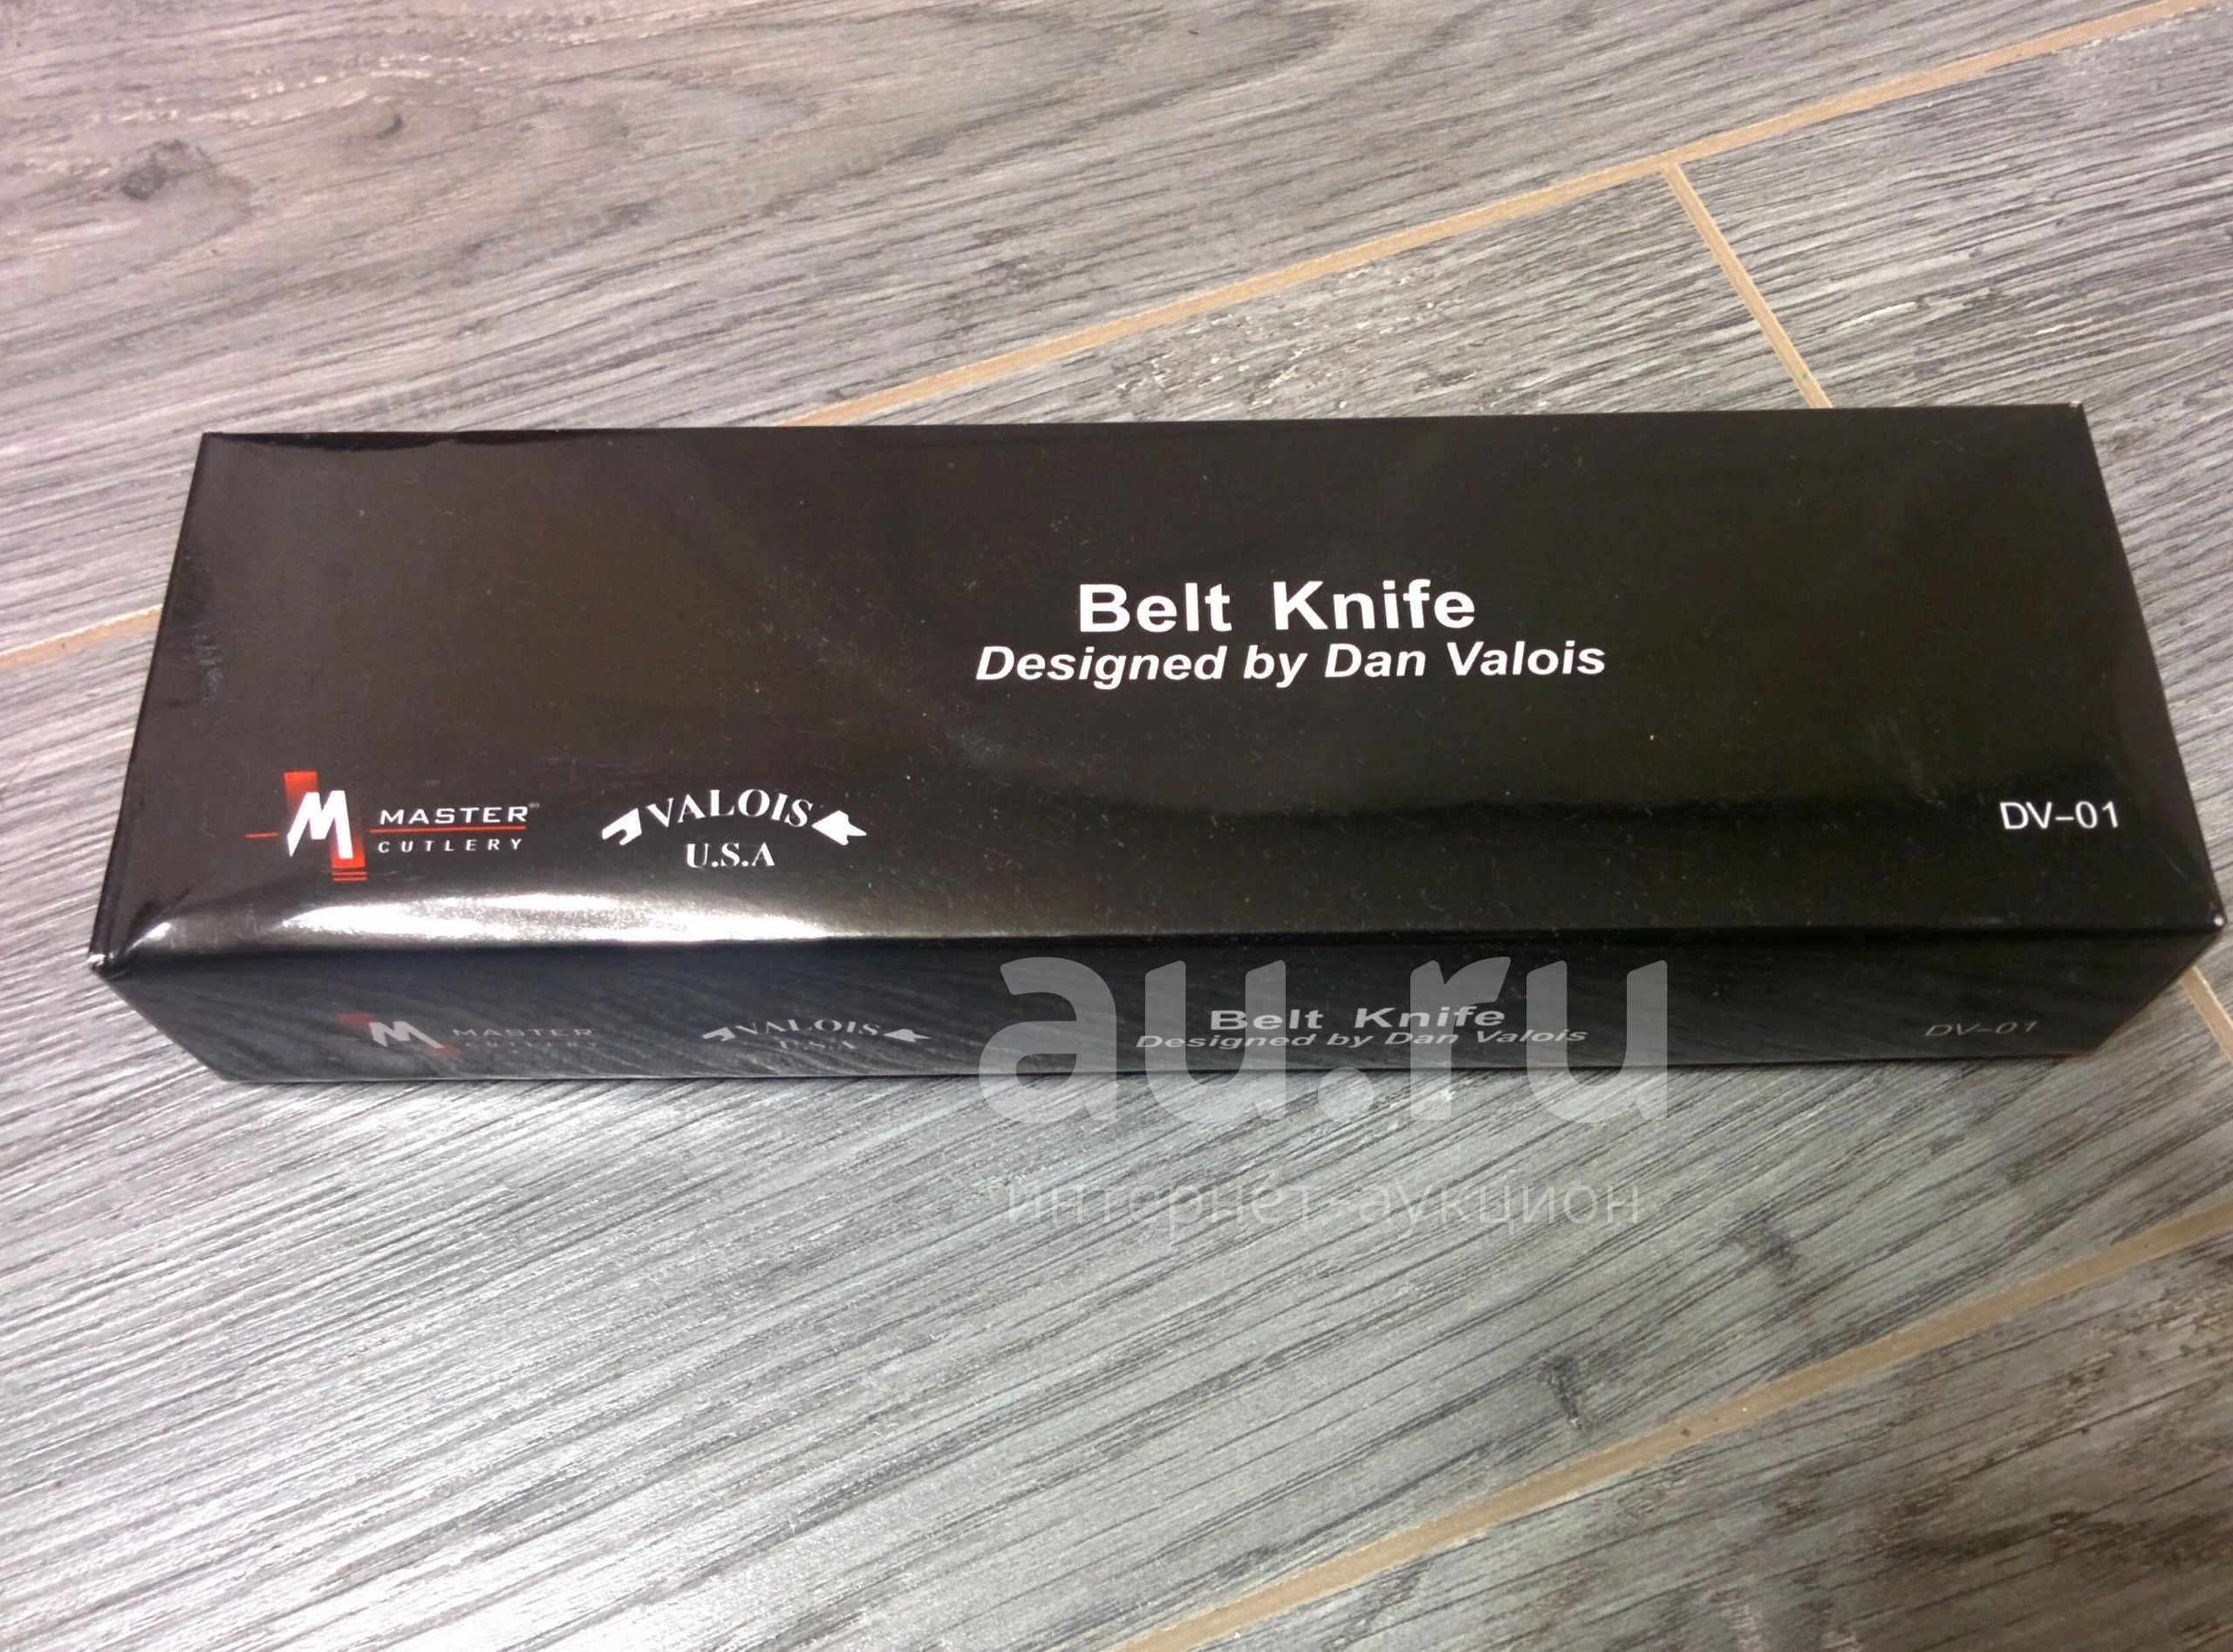 Belt Knife
Designed by Dan Valois
M MASTER
CUTLERY
VALOIS
U.S.A
DV-01
M MASTER
CUTLERY
VALOIS
U.S.A
Belt Knife
Designed by Dan Valois
DV-01
au.ru
интернет-аукцион